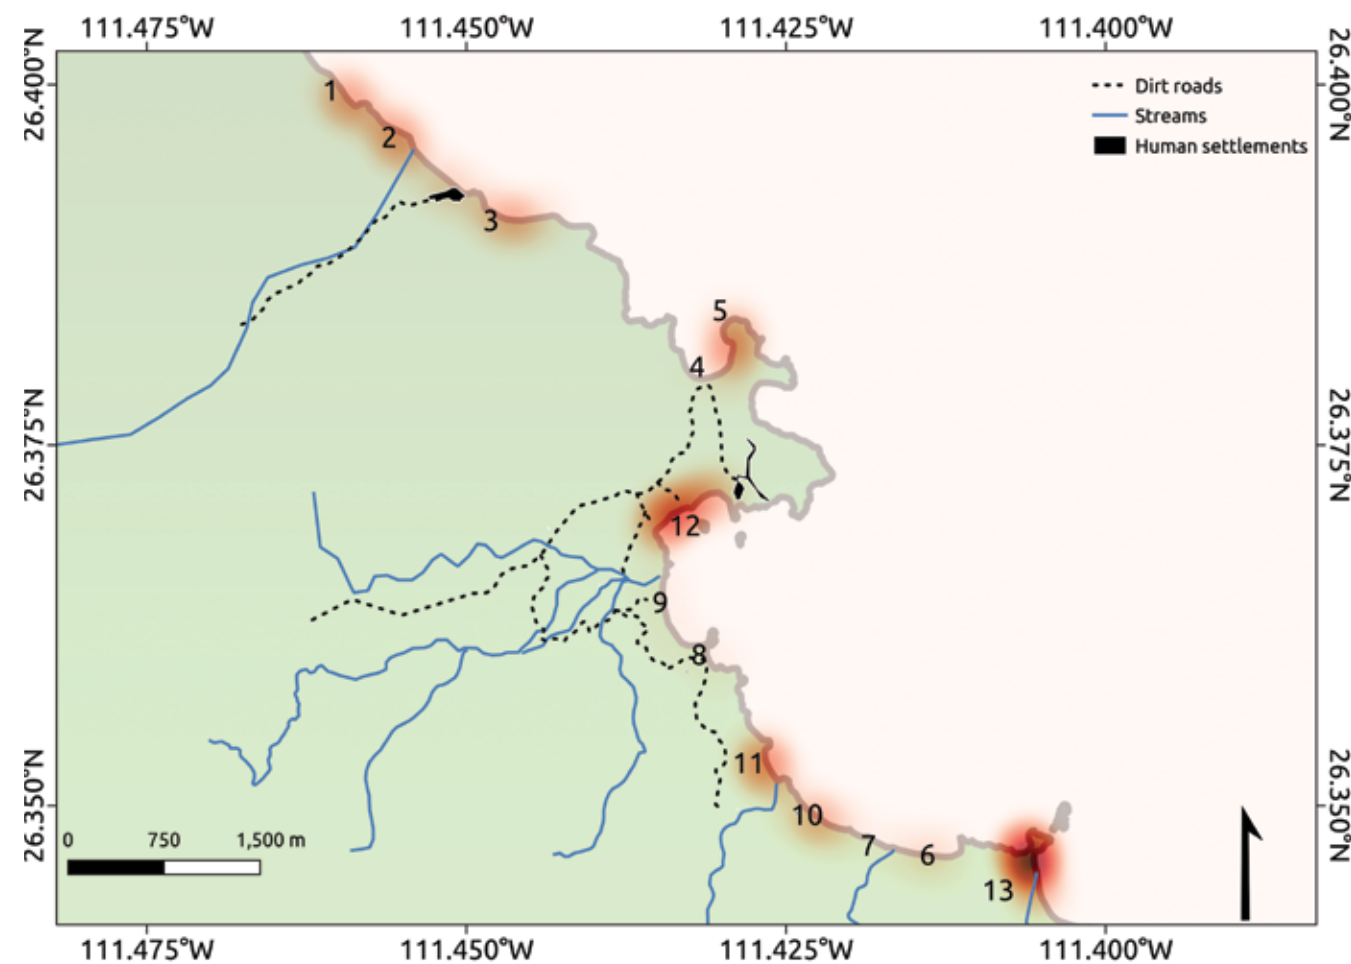 111.475°W 111.450°W 111.425°W 111.400°W
26.400°N
26.400°N
Dirt roads
Streams
Human settlements
1
2
3
5
4
26.375°N
26.375°N
12
9
8
11
10
7
6
13
26.350°N
26.350°N
0 750 1,500 m
111.475°W 111.450°W 111.425°W 111.400°W